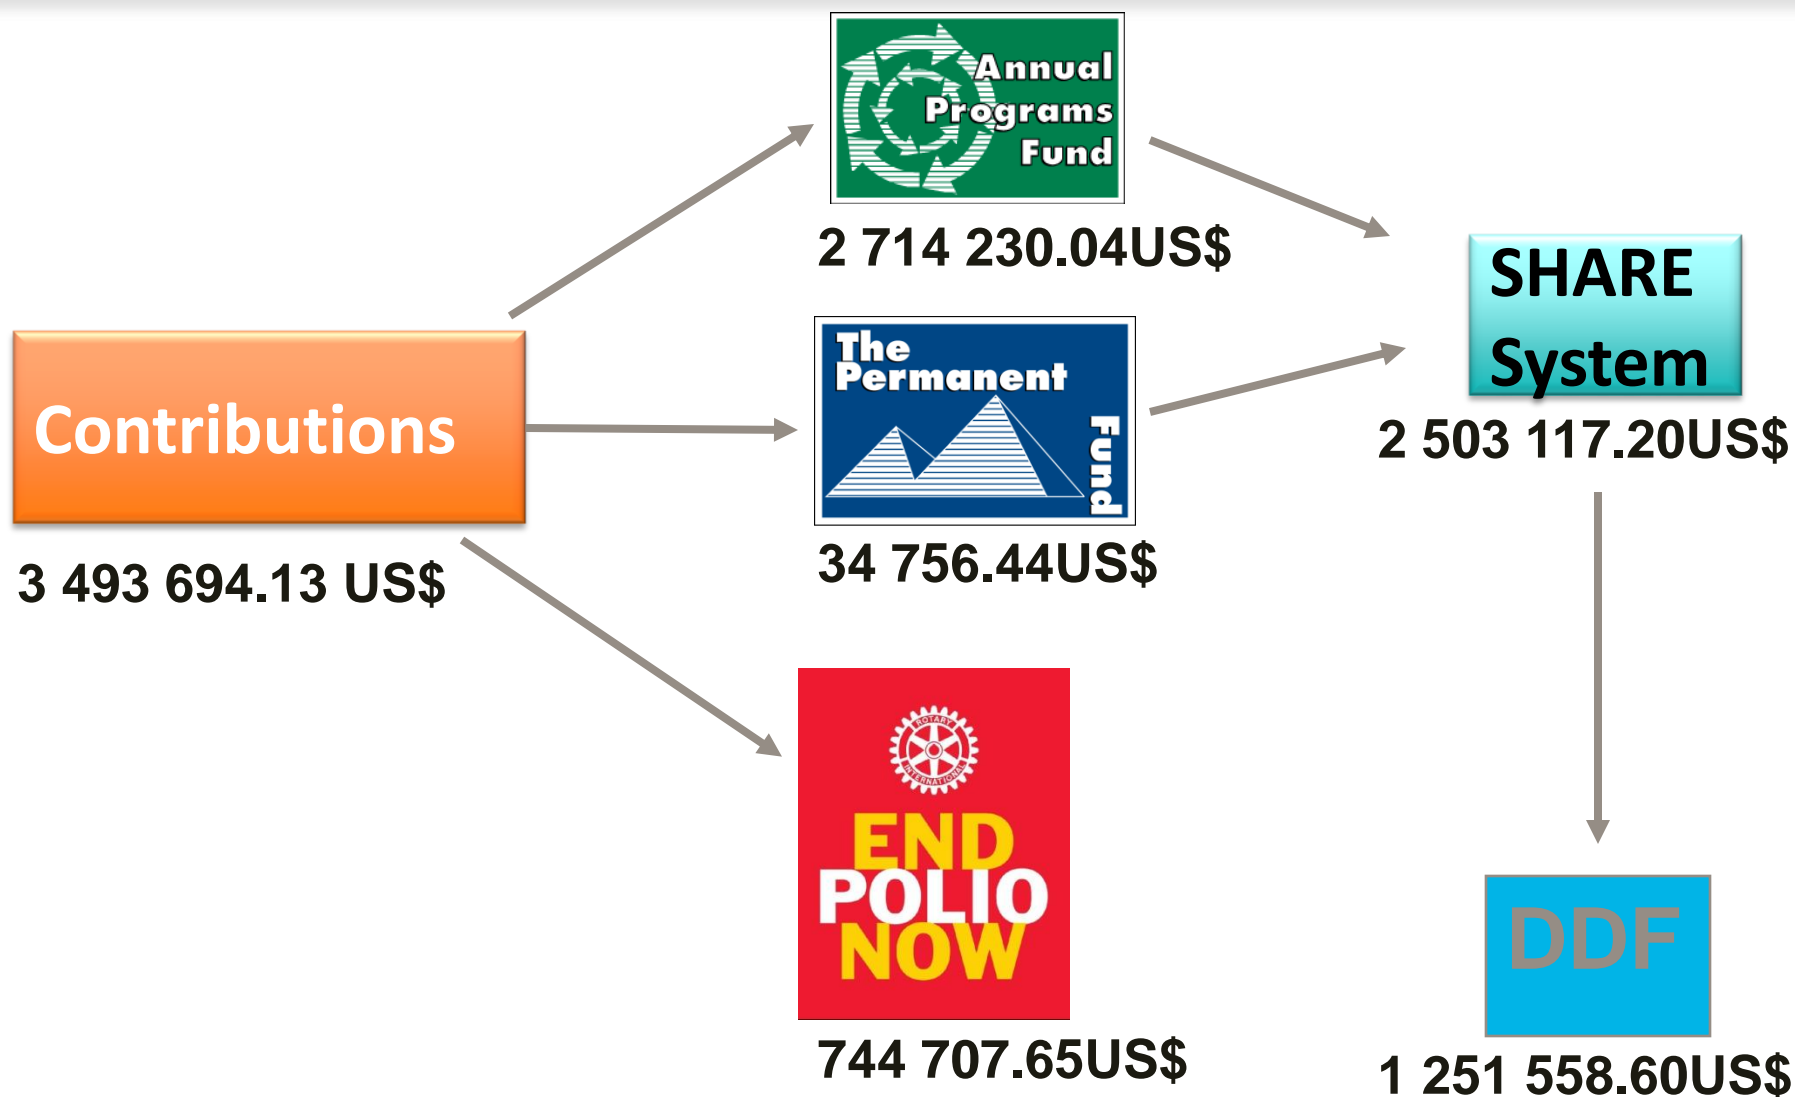 Contributions
3 493 694.13 US$
Annual
Programs
Fund
2 714 230.04US$
The
Permanent
Fund
34 756.44US$
ROTARY
INTERNATIONAL
END
POLIO
NOW
744 707.65US$
SHARE
System
2 503 117.20US$
DDF
1 251 558.60US$